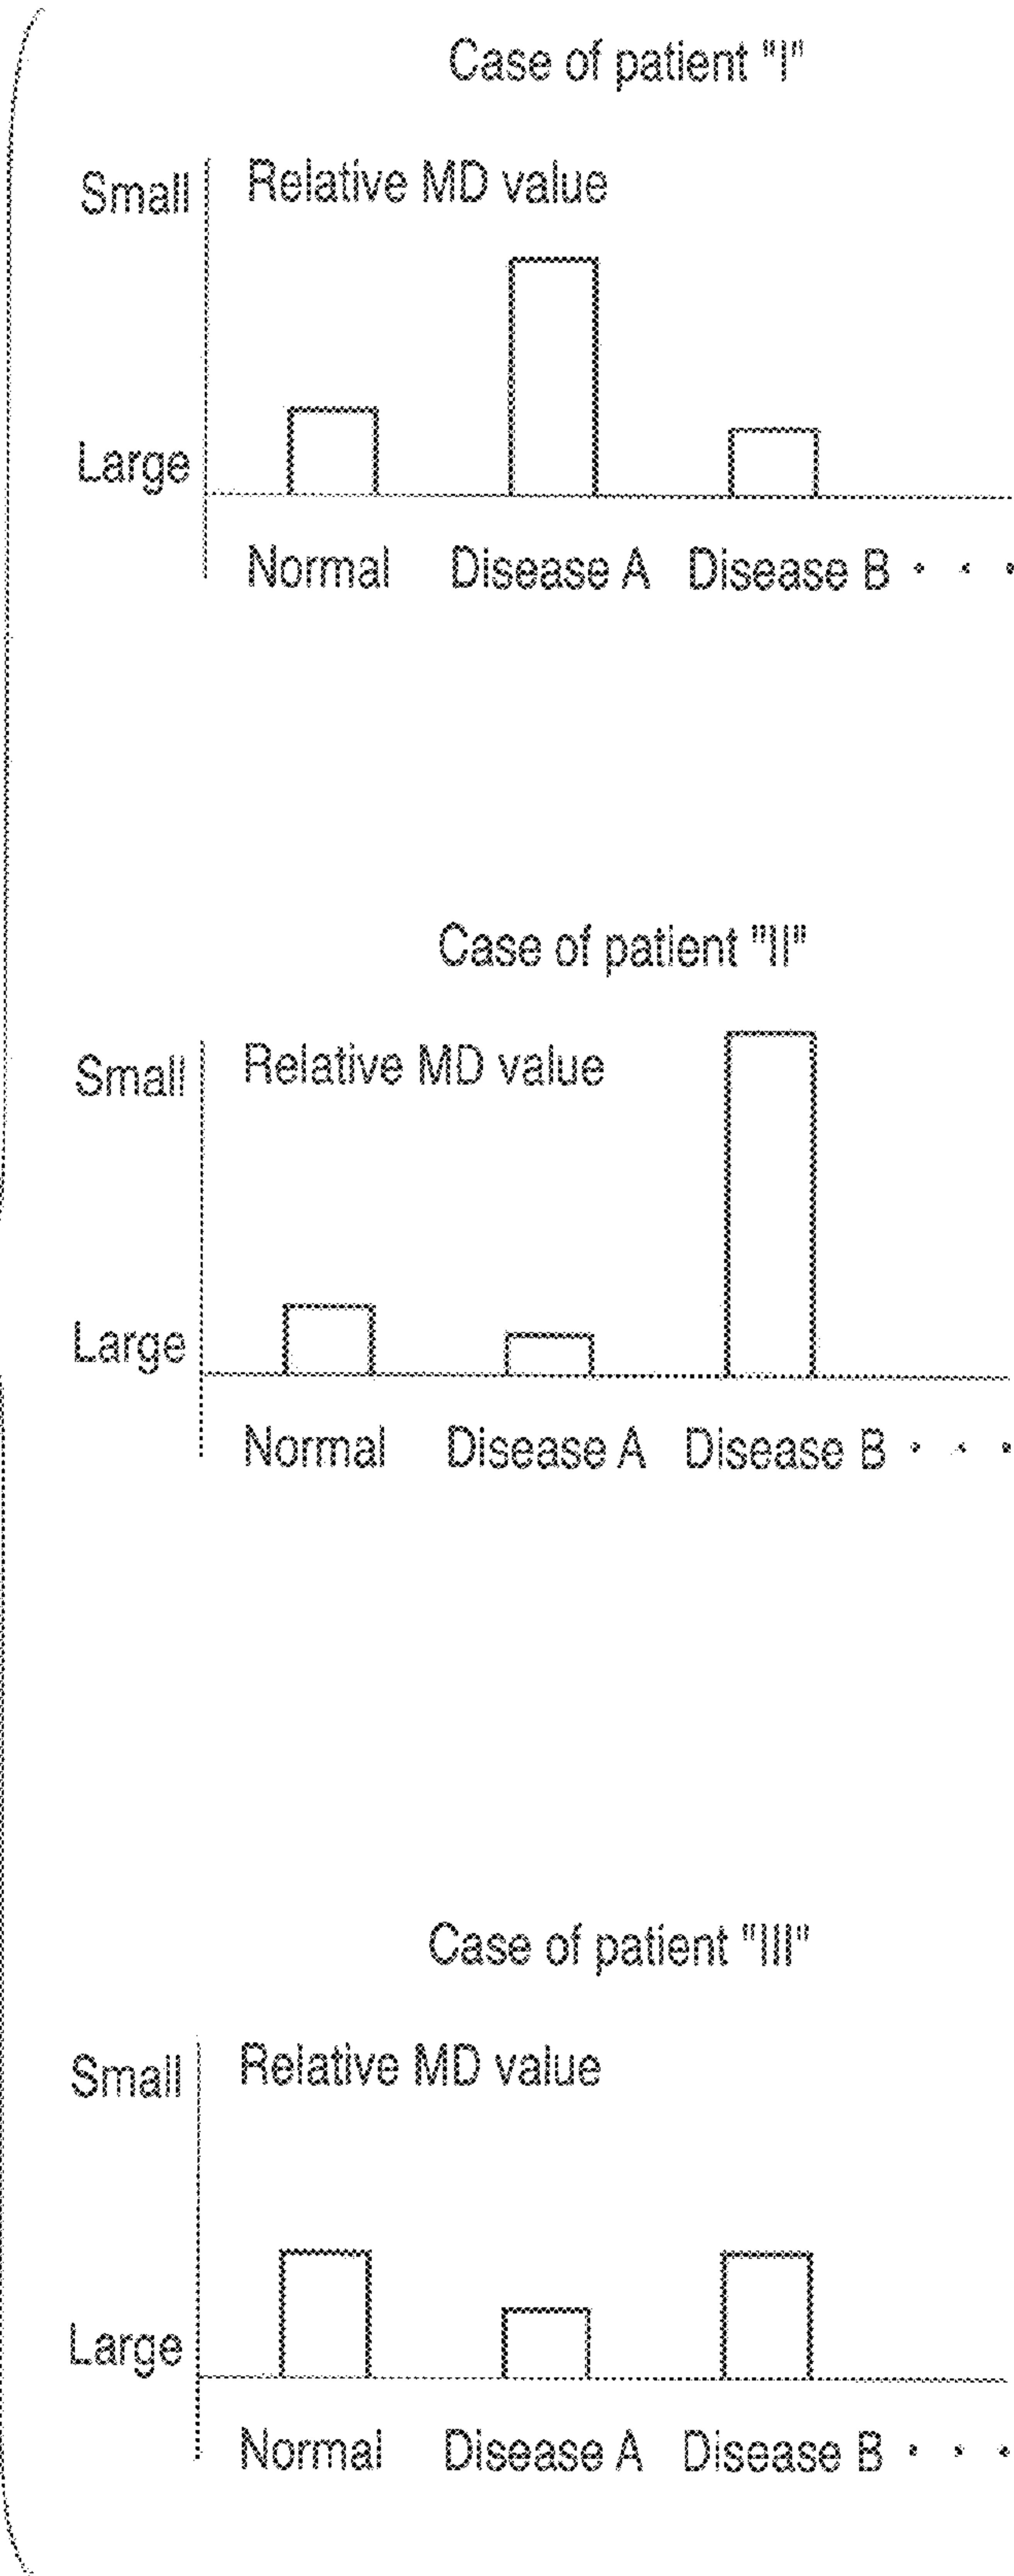 Case of patient "I"
Small
Relative MD value
Large
Normal Disease A Disease B · · ·
Case of patient "II"
Small
Relative MD value
Large
Normal Disease A Disease B · · ·
Case of patient "III"
Small
Relative MD value
Large
Normal Disease A Disease B · · ·